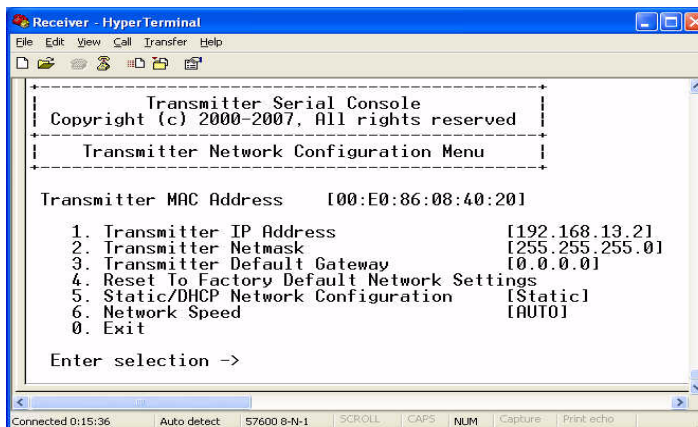 Receiver - HyperTerminal
File Edit View Call Transfer Help
+------------------------------------------------------+
| Transmitter Serial Console |
| Copyright (c) 2000-2007, All rights reserved |
+------------------------------------------------------+
| Transmitter Network Configuration Menu |
+------------------------------------------------------+
Transmitter MAC Address [00:E0:86:08:40:20]
1. Transmitter IP Address [192.168.13.2]
2. Transmitter Netmask [255.255.255.0]
3. Transmitter Default Gateway [0.0.0.0]
4. Reset To Factory Default Network Settings
5. Static/DHCP Network Configuration [Static]
6. Network Speed [AUTO]
0. Exit
Enter selection ->
Connected 0:15:36 Auto detect 57600 8-N-1 SCROLL CAPS NUM Capture Print echo